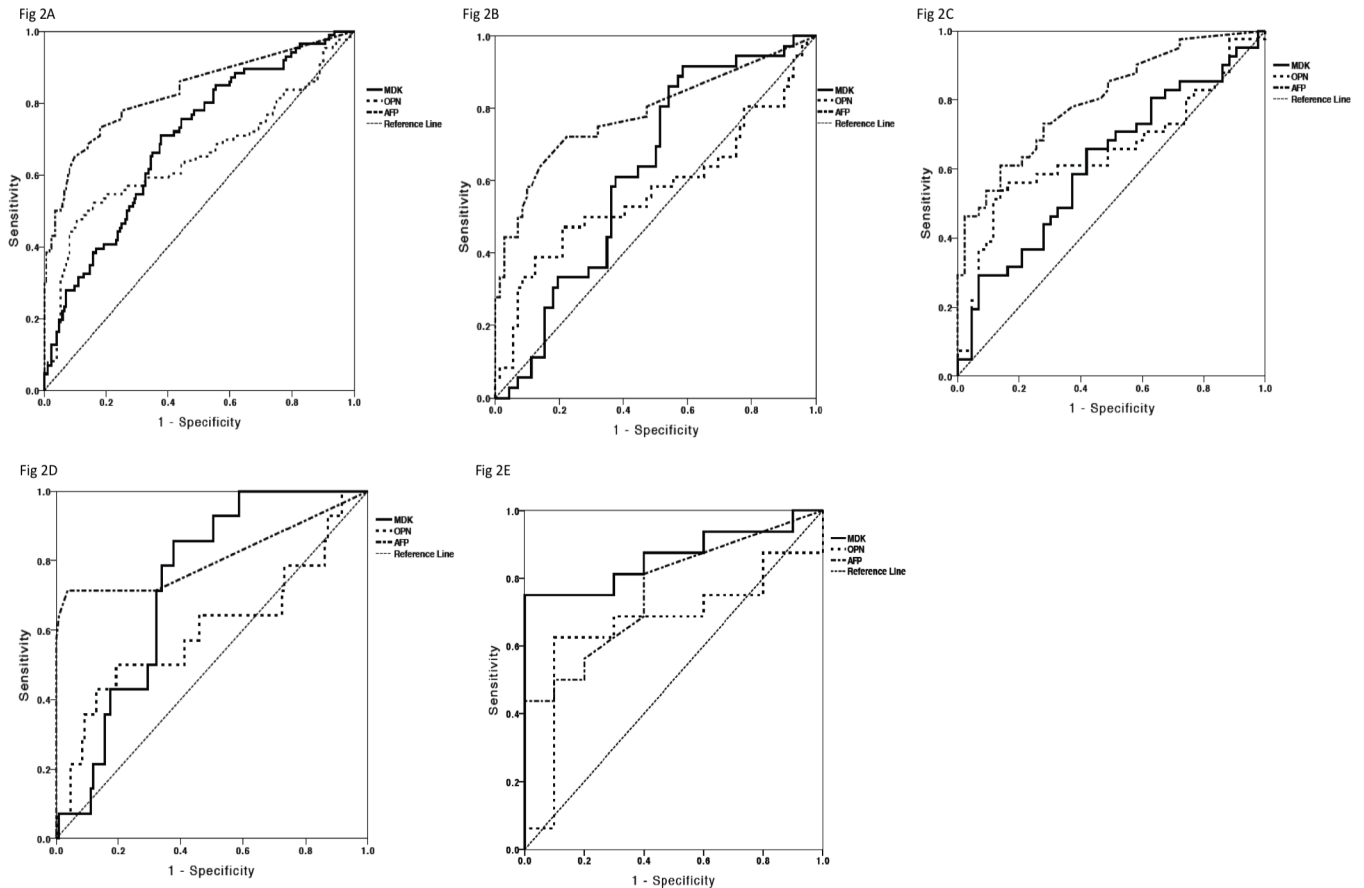 Fig 2A
Fig 2B
Fig 2C
1.0
0.8
0.6
0.4
0.2
0.0
Sensitivity
0.0 0.2 0.4 0.6 0.8 1.0
1 - Specificity
MDK
OPN
AFP
Reference Line
1.0
0.8
0.6
0.4
0.2
0.0
Sensitivity
0.0 0.2 0.4 0.6 0.8 1.0
1 - Specificity
MDK
OPN
AFP
Reference Line
1.0
0.8
0.6
0.4
0.2
0.0
Sensitivity
0.0 0.2 0.4 0.6 0.8 1.0
1 - Specificity
MDK
OPN
AFP
Reference Line
Fig 2D
Fig 2E
1.0
0.8
0.6
0.4
0.2
0.0
Sensitivity
0.0 0.2 0.4 0.6 0.8 1.0
1 - Specificity
MDK
OPN
AFP
Reference Line
1.0
0.8
0.6
0.4
0.2
0.0
Sensitivity
0.0 0.2 0.4 0.6 0.8 1.0
1 - Specificity
MDK
OPN
AFP
Reference Line